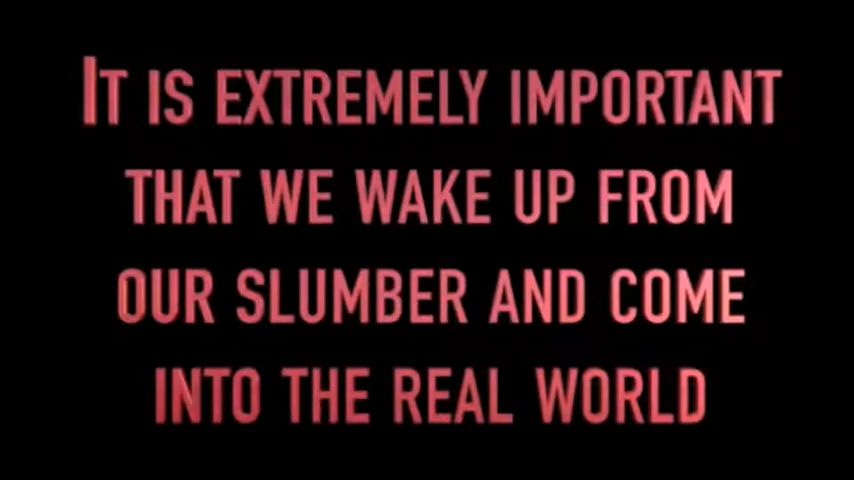 IT IS EXTREMELY IMPORTANT
THAT WE WAKE UP FROM
OUR SLUMBER AND COME
INTO THE REAL WORLD